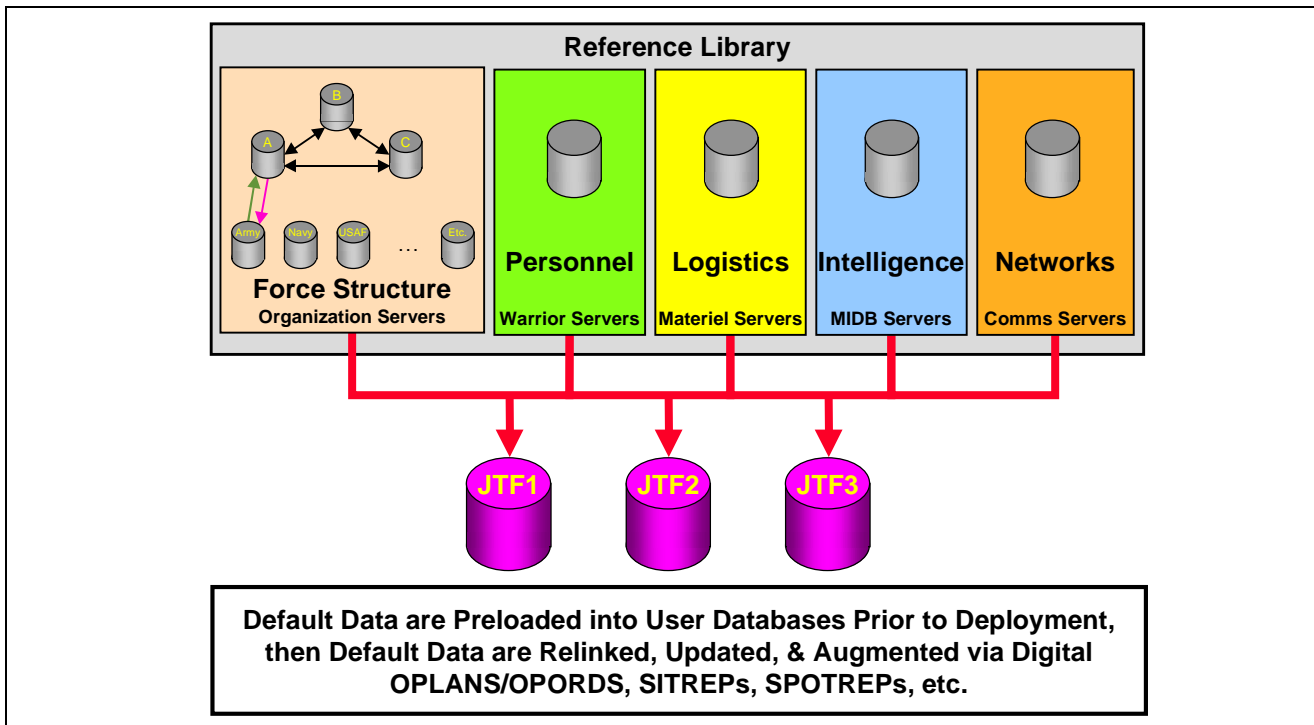 Reference Library
B
A
C
Army
Navy
USAF
...
Etc.
Force Structure
Organization Servers
Personnel
Warrior Servers
Logistics
Materiel Servers
Intelligence
MIDB Servers
Networks
Comms Servers
JTF1
JTF2
JTF3
Default Data are Preloaded into User Databases Prior to Deployment,
then Default Data are Relinked, Updated, & Augmented via Digital
OPLANS/OPORDS, SITREPs, SPOTREPs, etc.